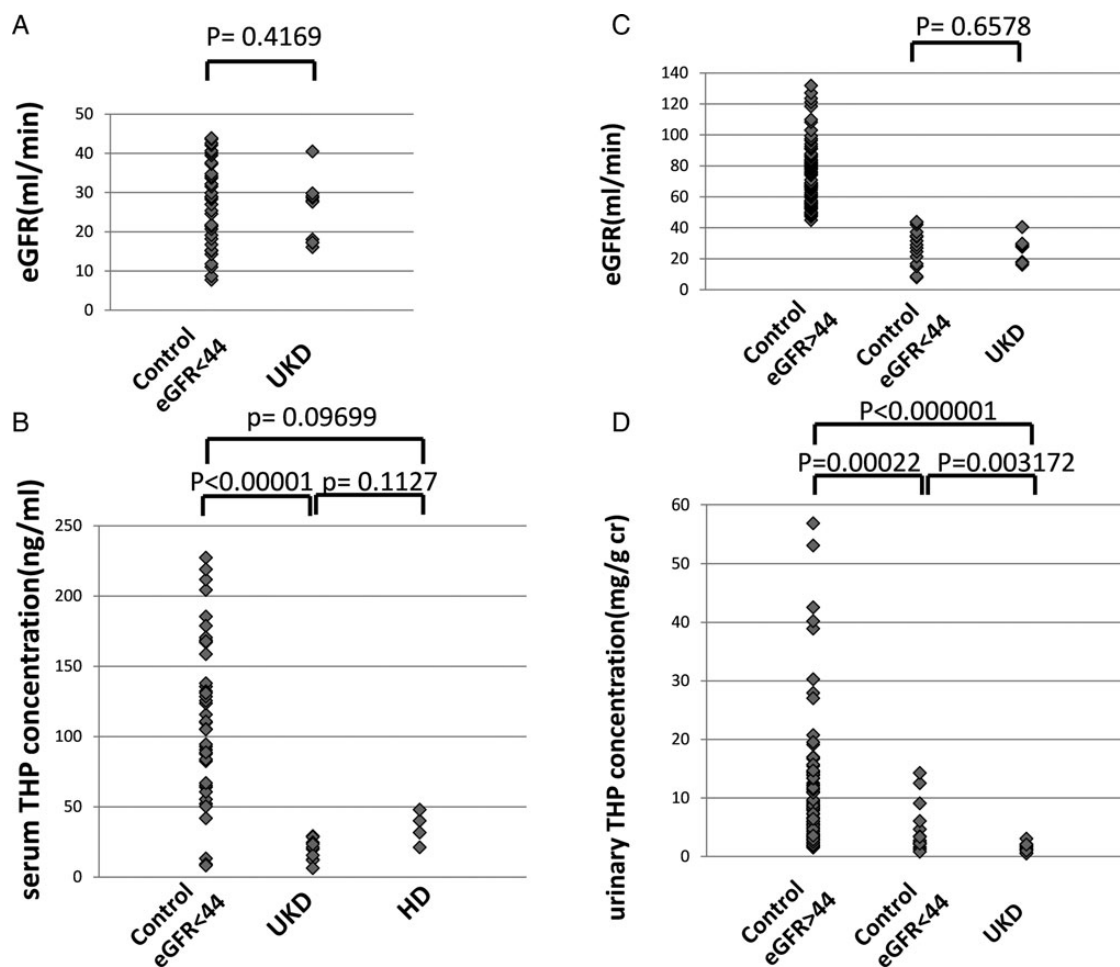 A
P= 0.4169
eGFR(ml/min)
50
40
30
20
10
0
Control
eGFR<44
UKD
B
p= 0.09699
P<0.00001
p= 0.1127
serum THP concentration(ng/ml)
250
200
150
100
50
0
Control
eGFR<44
UKD
HD
C
P= 0.6578
eGFR(ml/min)
140
120
100
80
60
40
20
0
Control
eGFR>44
Control
eGFR<44
UKD
D
P<0.000001
P=0.00022
P=0.003172
urinary THP concentration(mg/g cr)
60
50
40
30
20
10
0
Control
eGFR>44
Control
eGFR<44
UKD